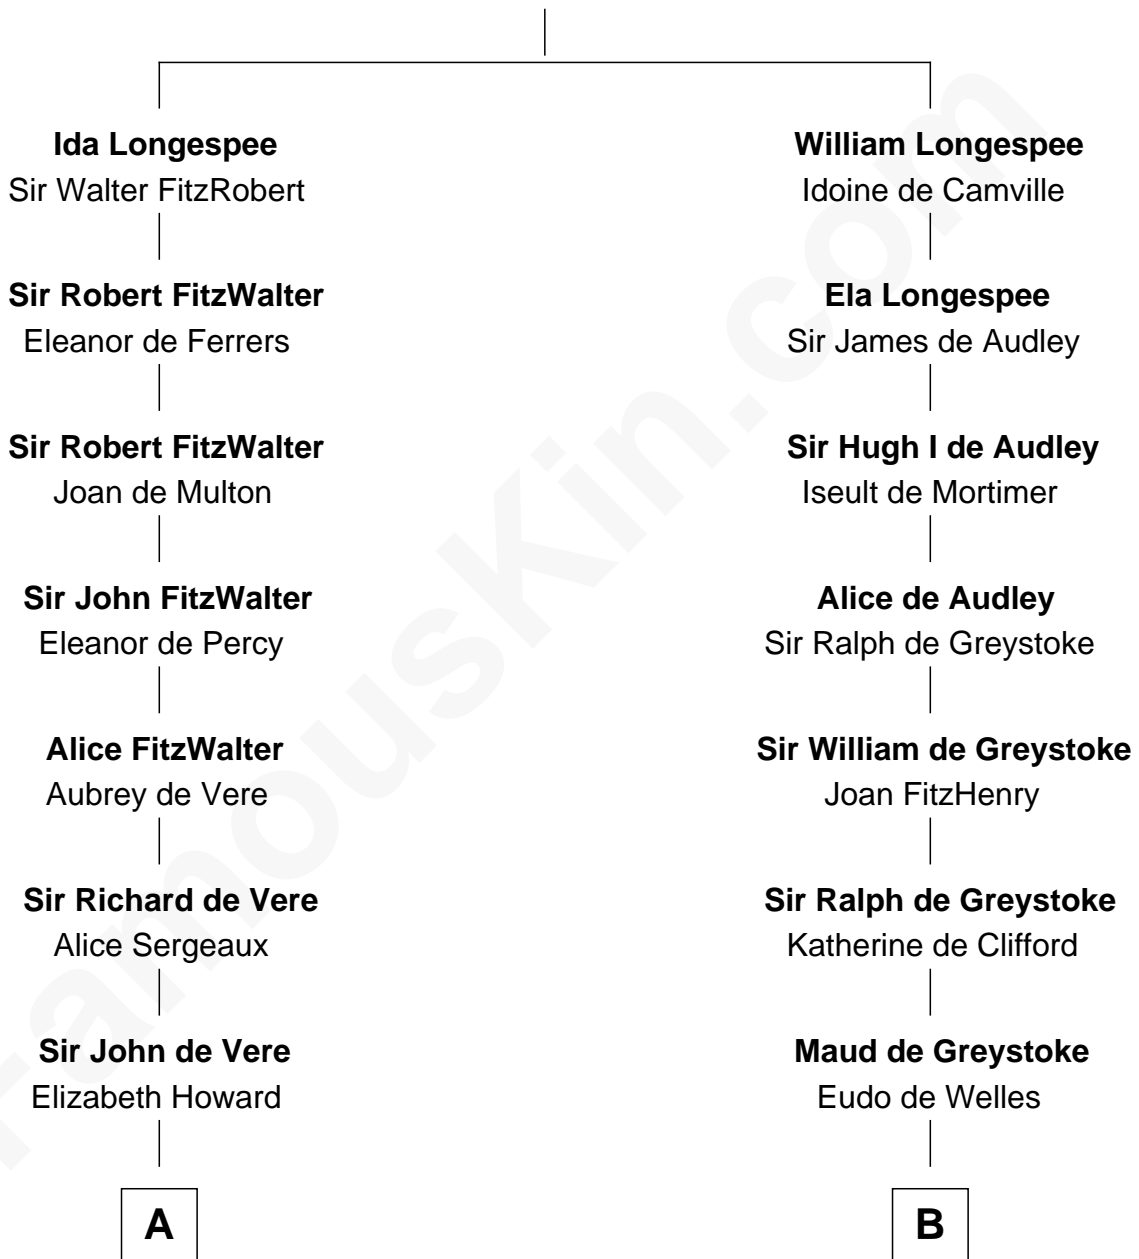 Ida Longespee
Sir Walter FitzRobert
Sir Robert FitzWalter
Eleanor de Ferrers
Sir Robert FitzWalter
Joan de Multon
Sir John FitzWalter
Eleanor de Percy
Alice FitzWalter
Aubrey de Vere
Sir Richard de Vere
Alice Sergeaux
Sir John de Vere
Elizabeth Howard
A
William Longespee
Idoine de Camville
Ela Longespee
Sir James de Audley
Sir Hugh I de Audley
Iseult de Mortimer
Alice de Audley
Sir Ralph de Greystoke
Sir William de Greystoke
Joan FitzHenry
Sir Ralph de Greystoke
Katherine de Clifford
Maud de Greystoke
Eudo de Welles
B
FamousKin.com